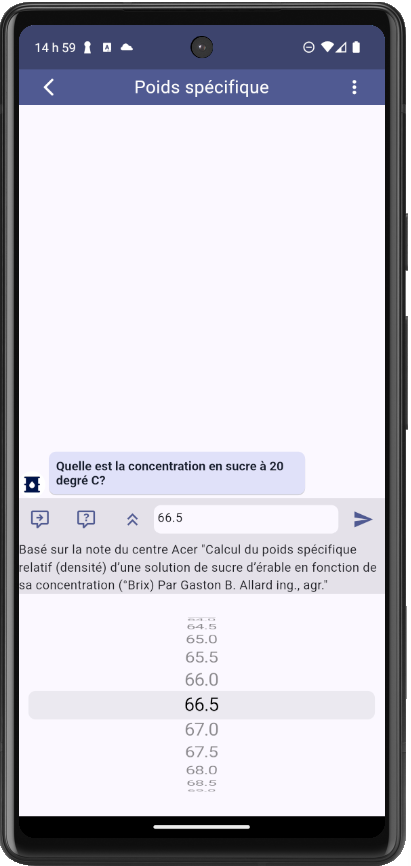 14 h 59
Poids spécifique
Quelle est la concentration en sucre à 20
degré C?
66.5
Basé sur la note du centre Acer "Calcul du poids spécifique
relatif (densité) d’une solution de sucre d’érable en fonction de
sa concentration (°Brix) Par Gaston B. Allard ing., agr."
64.0
64.5
65.0
65.5
66.0
66.5
67.0
67.5
68.0
68.5
69.0